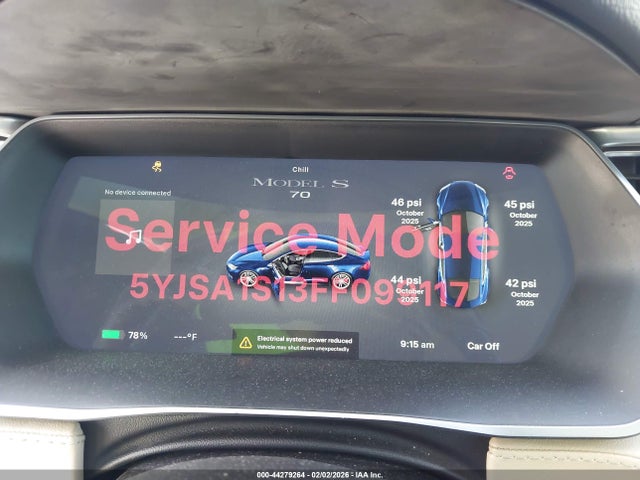 Chill
MODEL S
70
No device connected
46 psi
October
2025
45 psi
October
2025
Service Mode
44 psi
October
2025
42 psi
October
2025
78%
---°F
Electrical system power reduced
Vehicle may shut down unexpectedly
9:15 am
Car Off
000-44279264 - 02/02/2026 - IAA Inc.